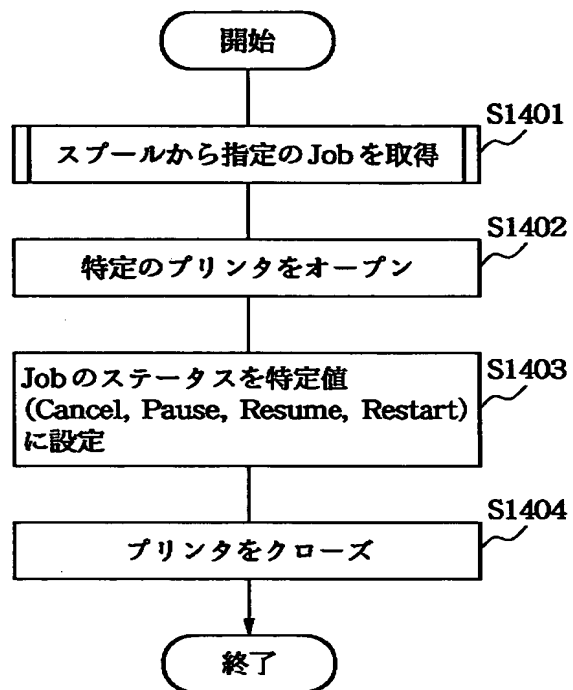 開始
S1401
スプールから指定のJobを取得
S1402
特定のプリンタをオープン
S1403
Jobのステータスを特定値
(Cancel, Pause, Resume, Restart)
に設定
S1404
プリンタをクローズ
終了